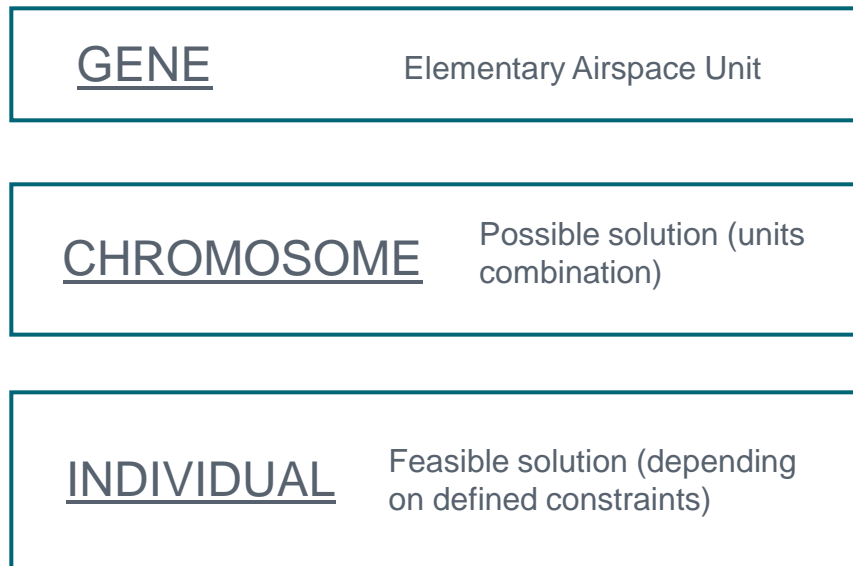 GENE
Elementary Airspace Unit
CHROMOSOME
Possible solution (units
combination)
INDIVIDUAL
Feasible solution (depending
on defined constraints)